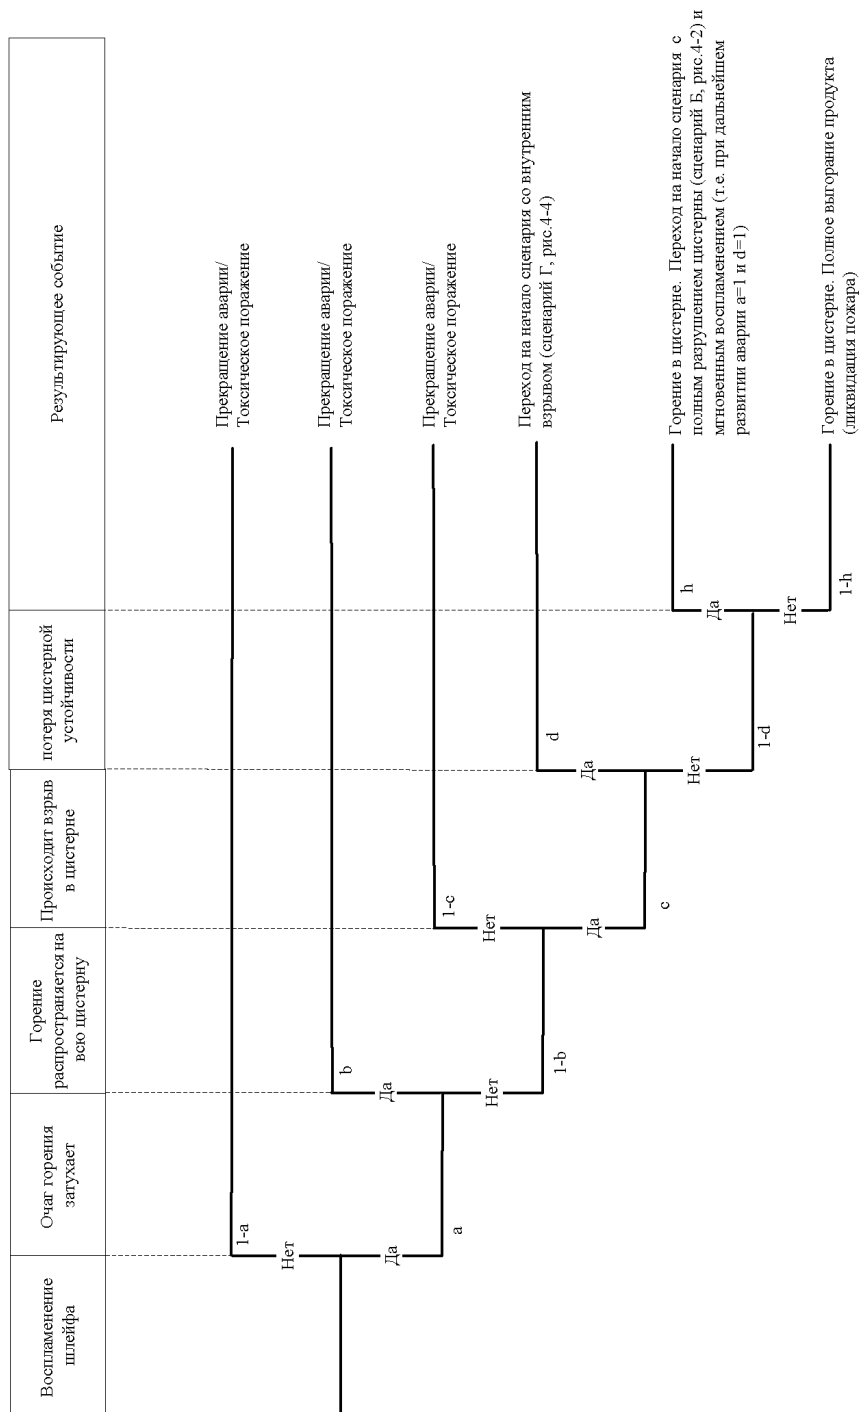 Воспламенение
шлейфа
Очаг горения
затухает
Горение
распространяется на
всю цистерну
Происходит взрыв
в цистерне
потеря цистерной
устойчивости
Результирующее событие
Нет
1-a
Прекращение аварии/
Токсическое поражение
Да
a
Да
b
Прекращение аварии/
Токсическое поражение
Нет
1-b
Нет
1-c
Прекращение аварии/
Токсическое поражение
Да
c
Да
d
Переход на начало сценария со внутренним
взрывом (сценарий Г, рис.4-4)
Нет
1-d
Да
h
Горение в цистерне. Переход на начало сценария с
полным разрушением цистерны (сценарий Б, рис.4-2) и
мгновенным воспламенением (т.е. при дальнейшем
развитии аварии a=1 и d=1)
Нет
1-h
Горение в цистерне. Полное выгорание продукта
(ликвидация пожара)